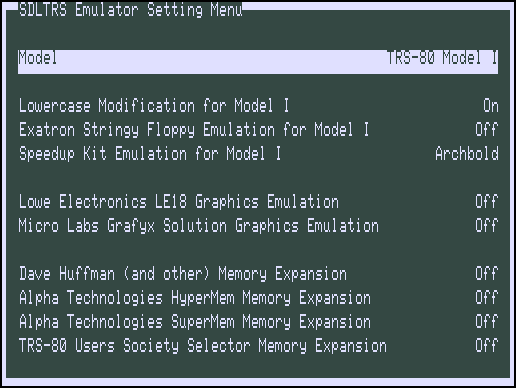 SDLTRS Emulator Setting Menu
Model TRS-80 Model I
Lowercase Modification for Model I On
Exatron Stringy Floppy Emulation for Model I Off
Speedup Kit Emulation for Model I Archbold
Lowe Electronics LE18 Graphics Emulation Off
Micro Labs Grafyx Solution Graphics Emulation Off
Dave Huffman (and other) Memory Expansion Off
Alpha Technologies HyperMem Memory Expansion Off
Alpha Technologies SuperMem Memory Expansion Off
TRS-80 Users Society Selector Memory Expansion Off